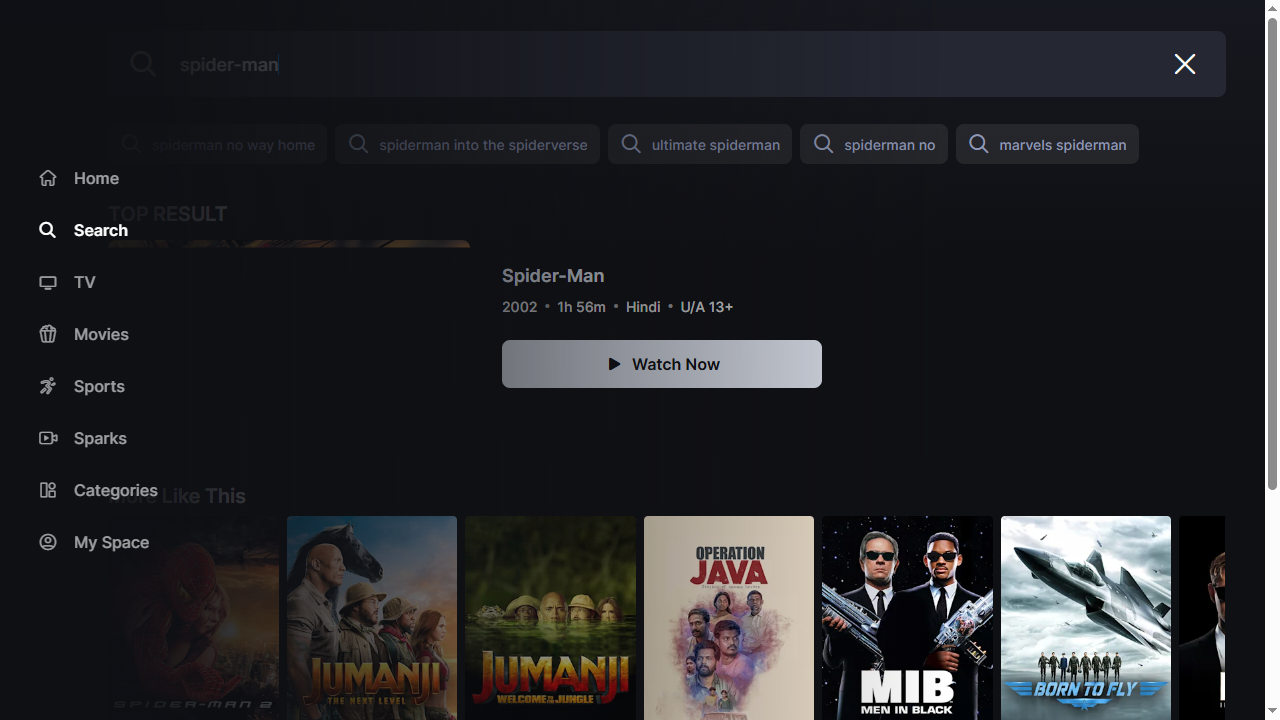 spider-man
spiderman no way home
spiderman into the spiderverse
ultimate spiderman
spiderman no
marvels spiderman
Home
TOP RESULT
Search
Spider-Man
TV
2002 • 1h 56m • Hindi • U/A 13+
Movies
Watch Now
Sports
Sparks
Categories
Like This
My Space
SPIDER-MAN 2
JUMANJI
THE NEXT LEVEL
JUMANJI
WELCOME TO THE JUNGLE
OPERATION
JAVA
MIB
MEN IN BLACK
BORN TO FLY